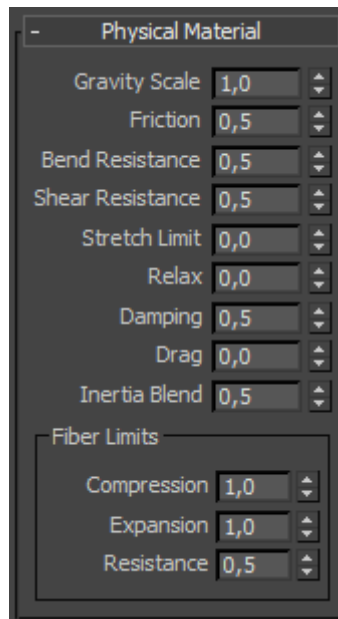 - Physical Material
Gravity Scale 1,0
Friction 0,5
Bend Resistance 0,5
Shear Resistance 0,5
Stretch Limit 0,0
Relax 0,0
Damping 0,5
Drag 0,0
Inertia Blend 0,5
Fiber Limits
Compression 1,0
Expansion 1,0
Resistance 0,5